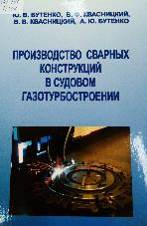 Ю. В. БУТЕНКО, В. Ф. КВАСНИЦКИЙ,
В. В. КВАСНИЦКИЙ, А. Ю. БУТЕНКО
ПРОИЗВОДСТВО СВАРНЫХ
КОНСТРУКЦИЙ
В СУДОВОМ
ГАЗОТУРБОСТРОЕНИИ